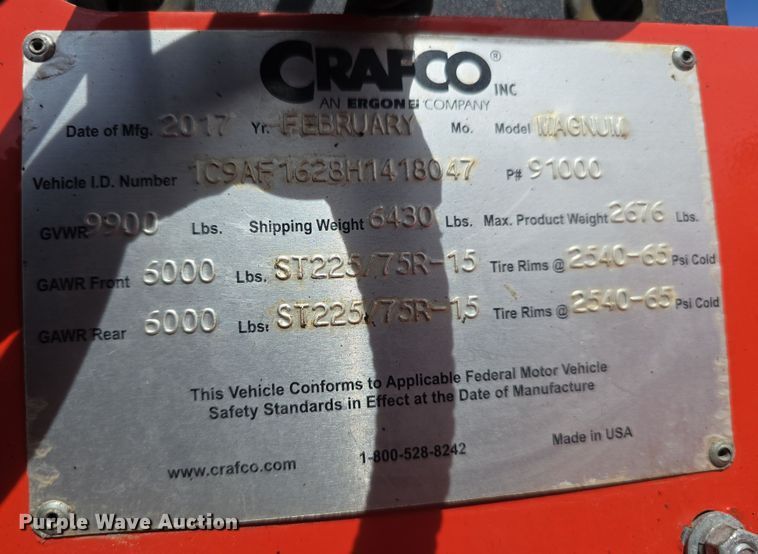 CRAFCO® INC
AN ERGON COMPANY
Date of Mfg. 2017 Yr. FEBRUARY Mo. Model MAGNUM
Vehicle I.D. Number 1C9AF1628H1418047 P# 91000
GVWR 9900 Lbs. Shipping Weight 6430 Lbs. Max. Product Weight 2676 Lbs.
GAWR Front 6000 Lbs. ST225/75R-15 Tire Rims @ 2540-65 Psi Cold
GAWR Rear 6000 Lbs. ST225/75R-15 Tire Rims @ 2540-65 Psi Cold
This Vehicle Conforms to Applicable Federal Motor Vehicle
Safety Standards in Effect at the Date of Manufacture
www.crafco.com 1-800-528-8242 Made in USA
Purple Wave Auction